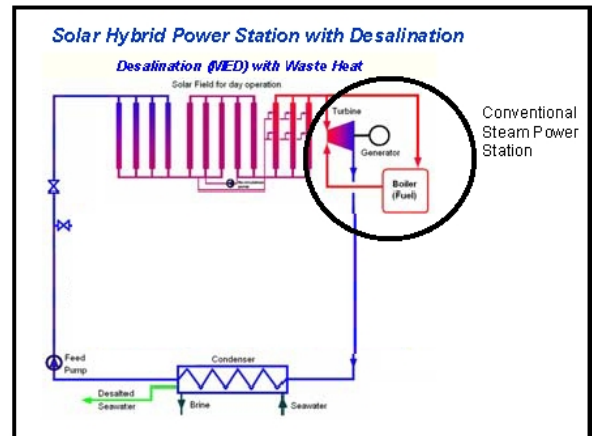 Solar Hybrid Power Station with Desalination
Desalination (MED) with Waste Heat
Solar Field for day operation
Turbine
Generator
Conventional
Steam Power
Station
Boiler
(Fuel)
Feed
Pump
Condenser
Desalted
Seawater
Brine
Seawater